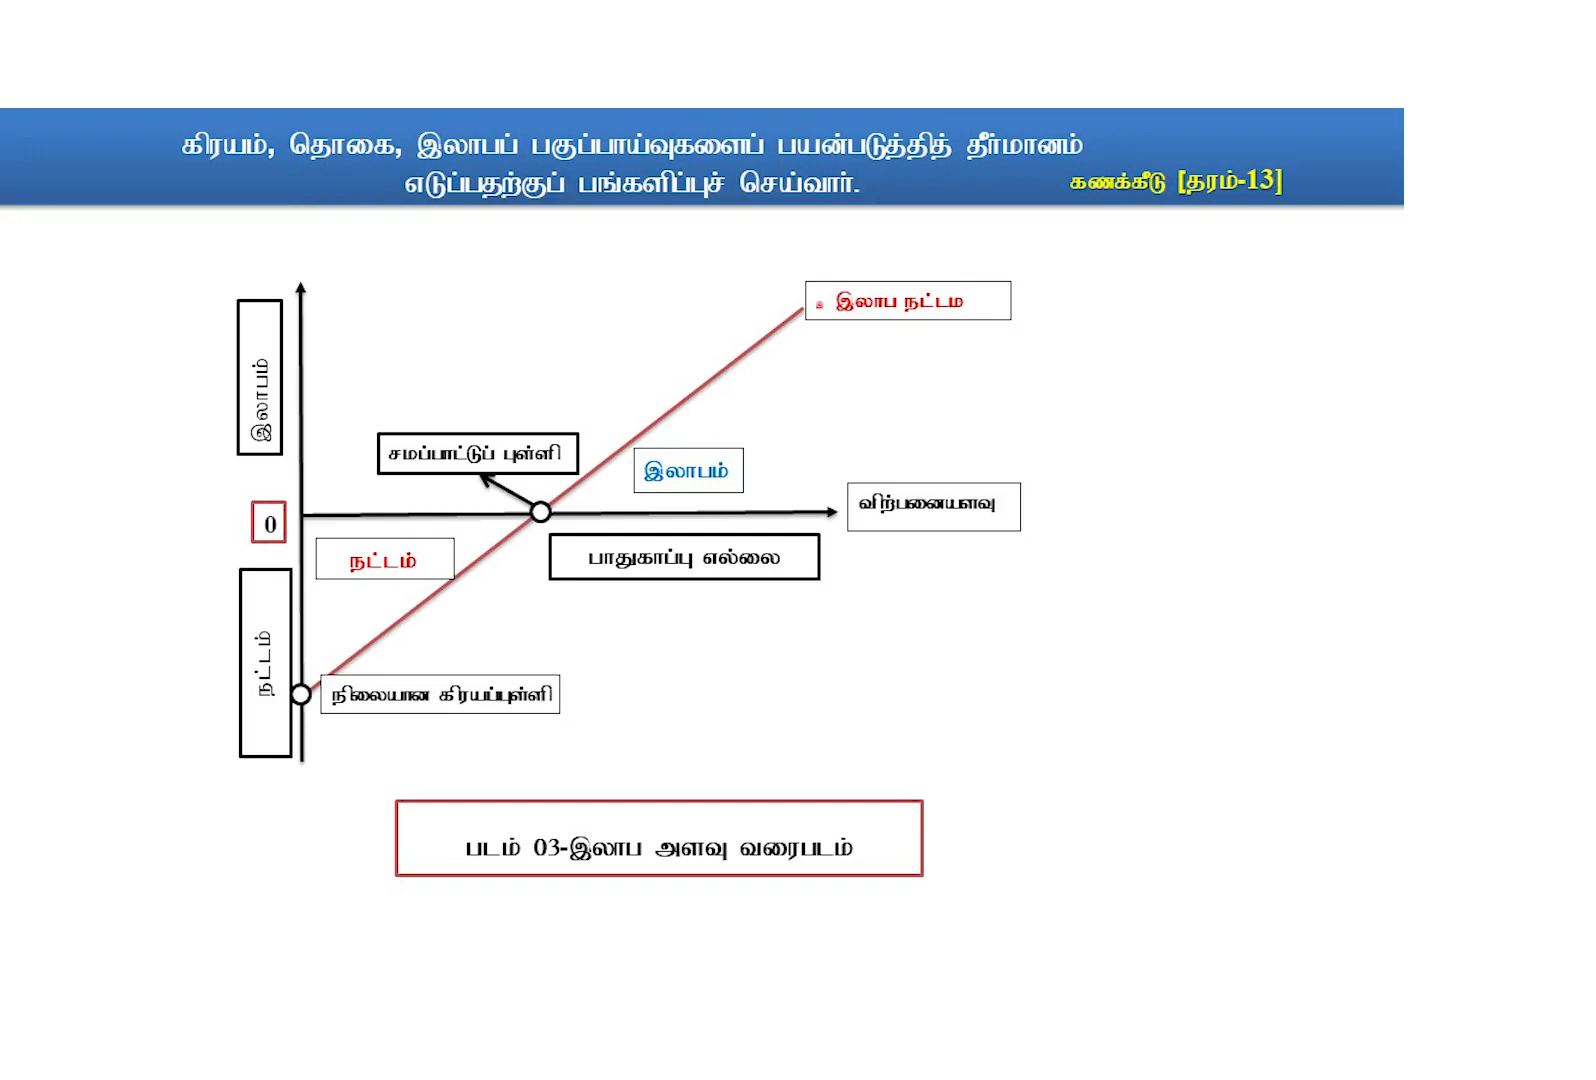 கிரயம், தொகை, இலாபப் பகுப்பாய்வுகளைப் பயன்படுத்தித் தீர்மானம்
எடுப்பதற்குப் பங்களிப்புச் செய்வார்.
கணக்கீடு [தரம்-13]
இலாப நட்டம
இலாபம்
சமப்பாட்டுப் புள்ளி
இலாபம்
விற்பனையளவு
0
நட்டம்
பாதுகாப்பு எல்லை
நட்டம்
நிலையான கிரயப்புள்ளி
படம் 03-இலாப அளவு வரைபடம்